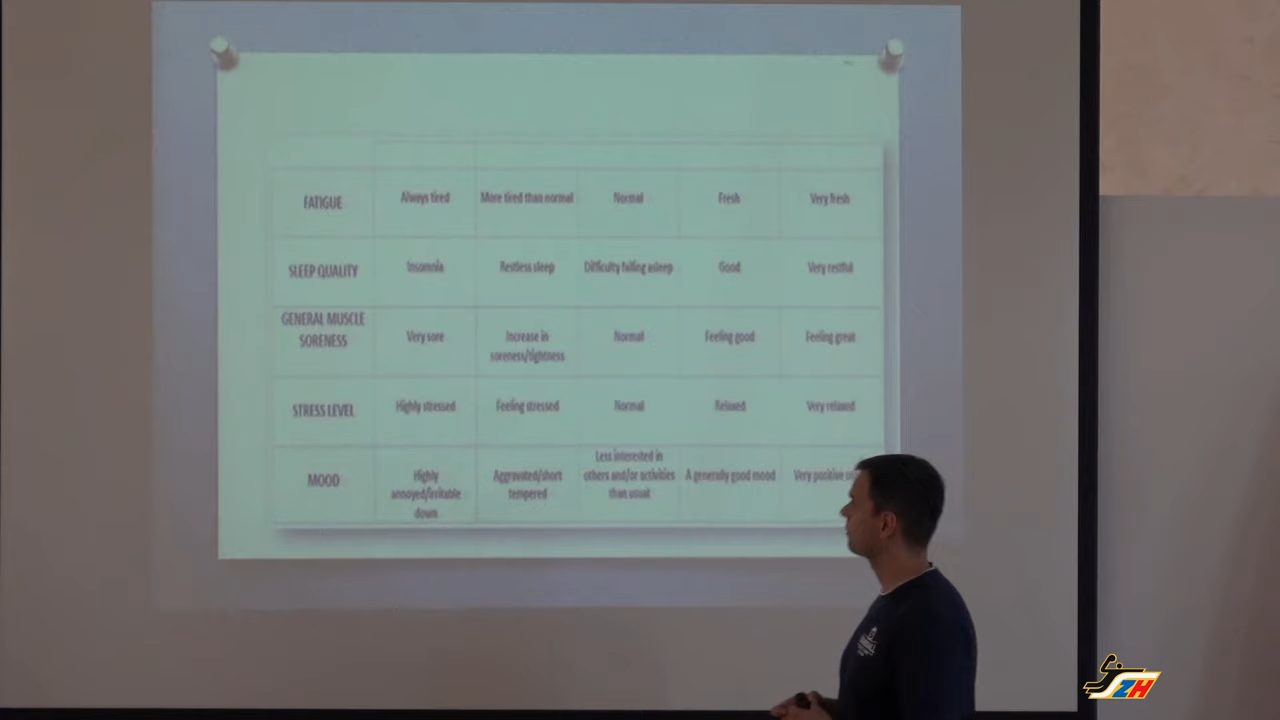 FATIGUE
Always tired
More tired than normal
Normal
Fresh
Very fresh
SLEEP QUALITY
Insomnia
Restless sleep
Difficulty falling asleep
Good
Very restful
GENERAL MUSCLE
SORENESS
Very sore
Increase in
soreness/tightness
Normal
Feeling good
Feeling great
STRESS LEVEL
Highly stressed
Feeling stressed
Normal
Relaxed
Very relaxed
MOOD
Highly
annoyed/irritable
down
Aggravated/short
tempered
Less interested in
others and/or activities
than usual
A generally good mood
Very positive
SZH